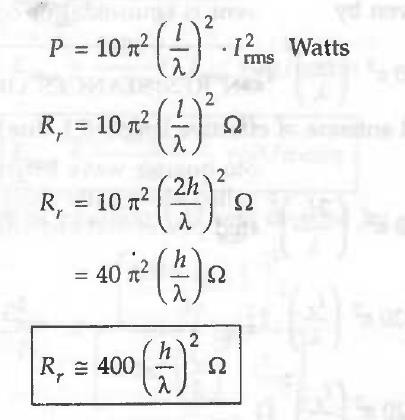 P = 10 π² (l/λ)² · I²rms Watts
Rr = 10 π² (l/λ)² Ω
Rr = 10 π² (2h/λ)² Ω
= 40 π² (h/λ) Ω
Rr ≅ 400 (h/λ)² Ω